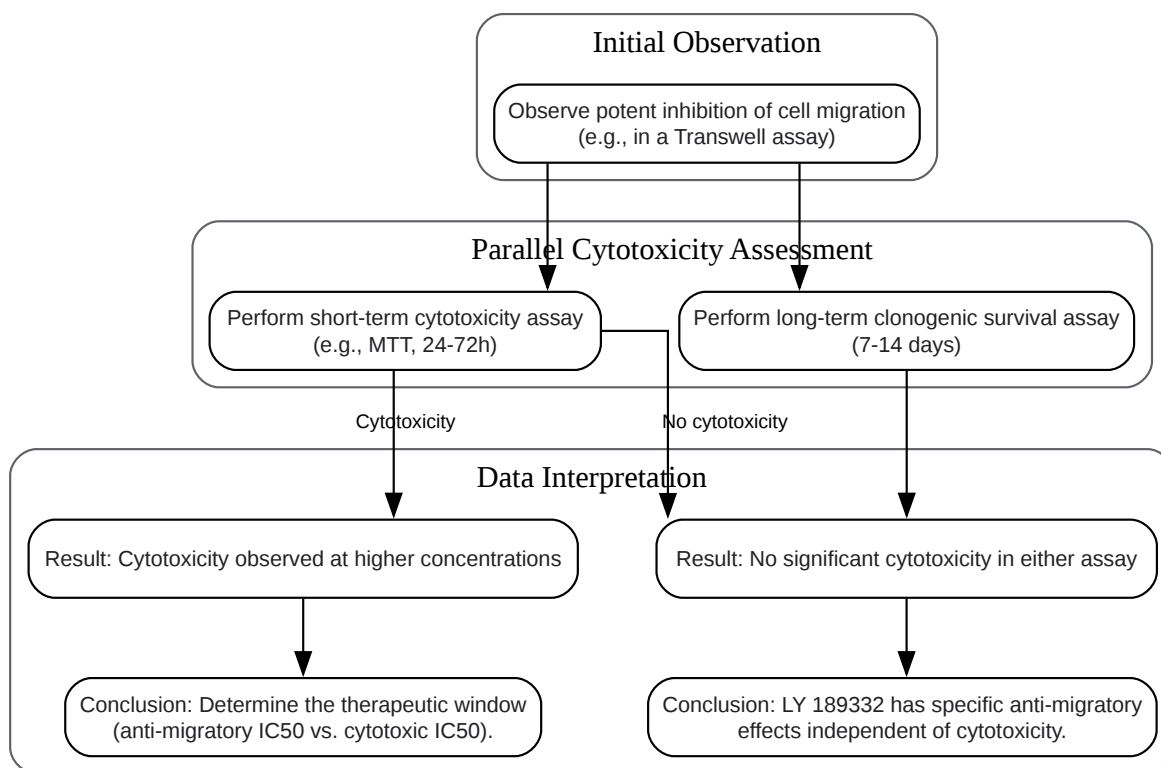 Initial Observation
Observe potent inhibition of cell migration
(e.g., in a Transwell assay)
Parallel Cytotoxicity Assessment
Perform short-term cytotoxicity assay
(e.g., MTT, 24-72h)
Perform long-term clonogenic survival assay
(7-14 days)
Cytotoxicity
No cytotoxicity
Data Interpretation
Result: Cytotoxicity observed at higher concentrations
Result: No significant cytotoxicity in either assay
Conclusion: Determine the therapeutic window
(anti-migratory IC50 vs. cytotoxic IC50).
Conclusion: LY 189332 has specific anti-migratory
effects independent of cytotoxicity.